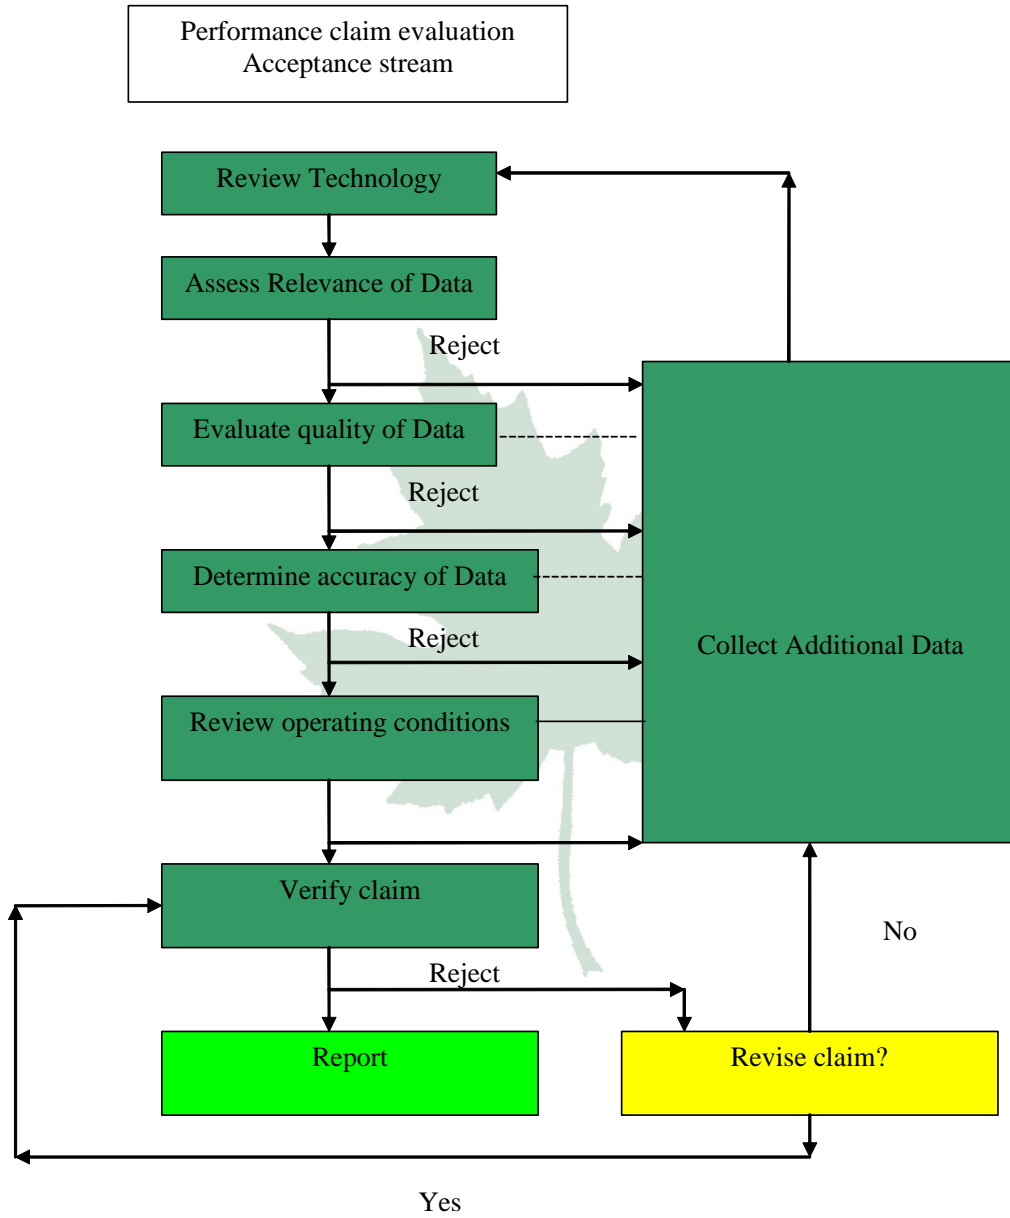 Performance claim evaluation
Acceptance stream
Review Technology
Assess Relevance of Data
Reject
Evaluate quality of Data
Reject
Determine accuracy of Data
Reject
Collect Additional Data
Review operating conditions
Verify claim
No
Reject
Report
Revise claim?
Yes